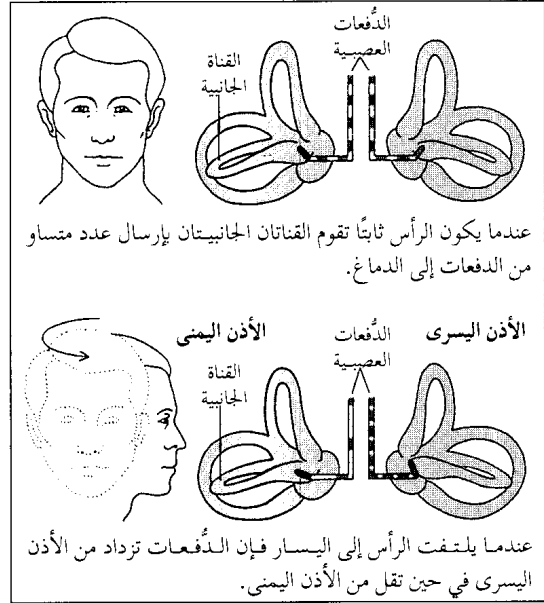 الدُّفعات
العصبية
القناة
الجانبية
عندما يكون الرأس ثابتًا تقوم القناتان الجانبيتان بإرسال عدد متساو
من الدفعات إلى الدماغ.
الأذن اليسرى
الدُّفعات
العصبية
الأذن اليمنى
القناة
الجانبية
عندما يلتفت الرأس إلى اليسار فإن الدُّفعات تزداد من الأذن
اليسرى في حين تقل من الأذن اليمنى.